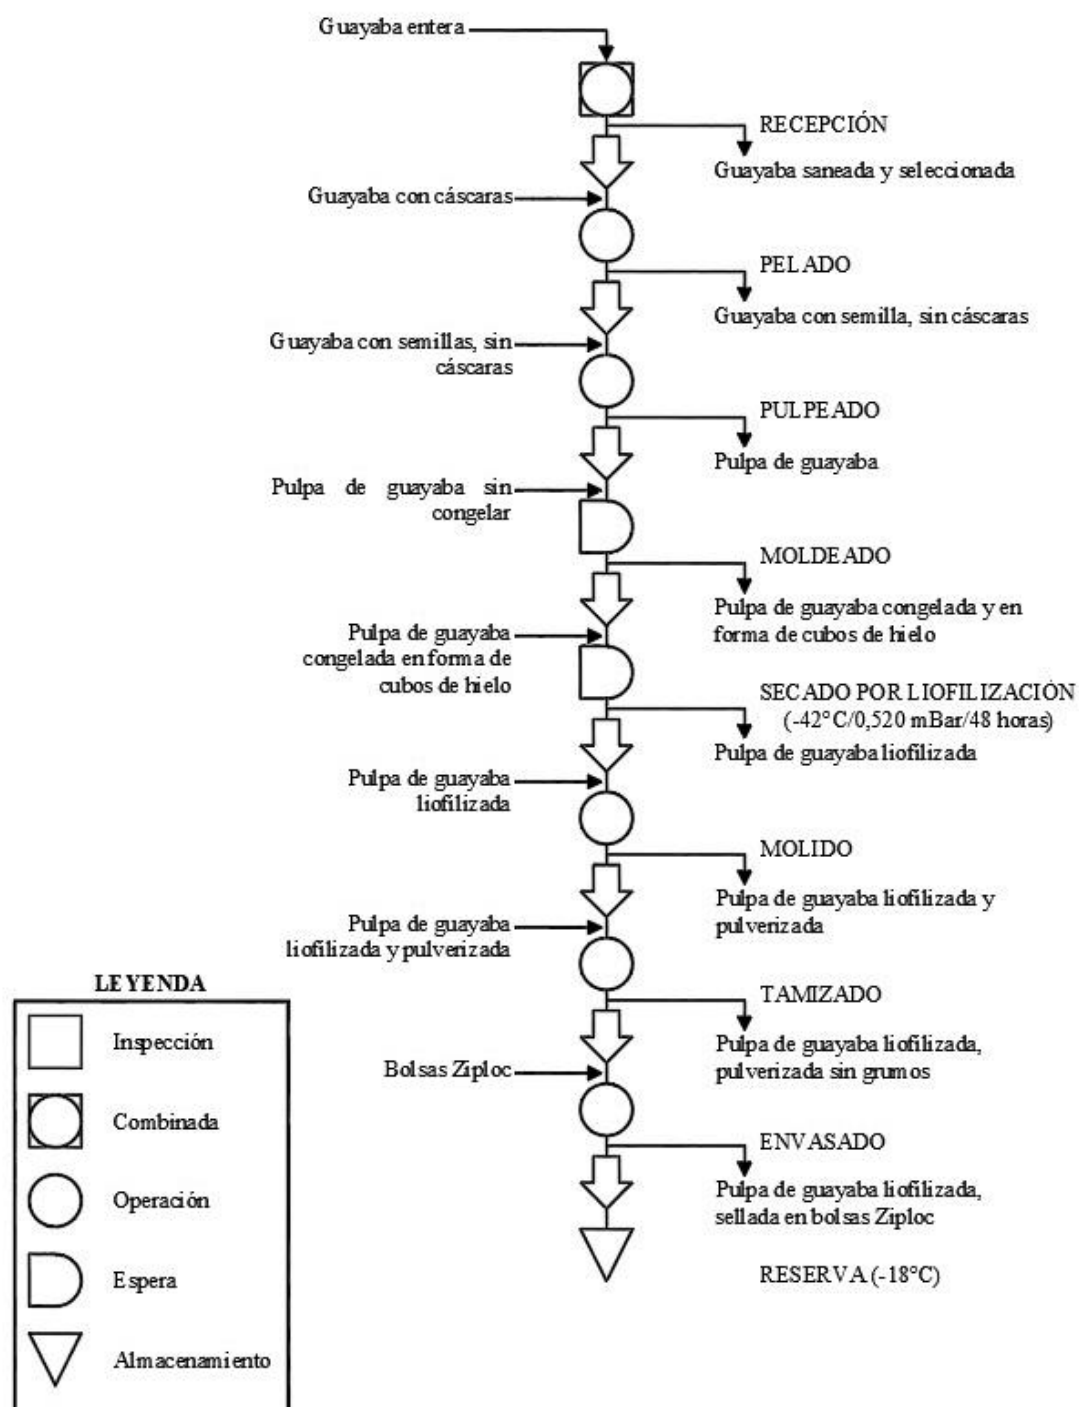 Guayaba entera
RECEPCIÓN
Guayaba saneada y seleccionada
Guayaba con cáscaras
PELADO
Guayaba con semilla, sin cáscaras
Guayaba con semillas, sin
cáscaras
PULPEADO
Pulpa de guayaba
Pulpa de guayaba sin
congelar
MOLDEADO
Pulpa de guayaba congelada y en
forma de cubos de hielo
Pulpa de guayaba
congelada en forma de
cubos de hielo
SECADO POR LIOFILIZACIÓN
(-42°C/0,520 mBar/48 horas)
Pulpa de guayaba liofilizada
Pulpa de guayaba
liofilizada
MOLIDO
Pulpa de guayaba liofilizada y
pulverizada
Pulpa de guayaba
liofilizada y pulverizada
TAMIZADO
Pulpa de guayaba liofilizada,
pulverizada sin grumos
Bolsas Ziploc
ENVASADO
Pulpa de guayaba liofilizada,
sellada en bolsas Ziploc
RESERVA (-18°C)
LEYENDA
Inspección
Combinada
Operación
Espera
Almacenamiento